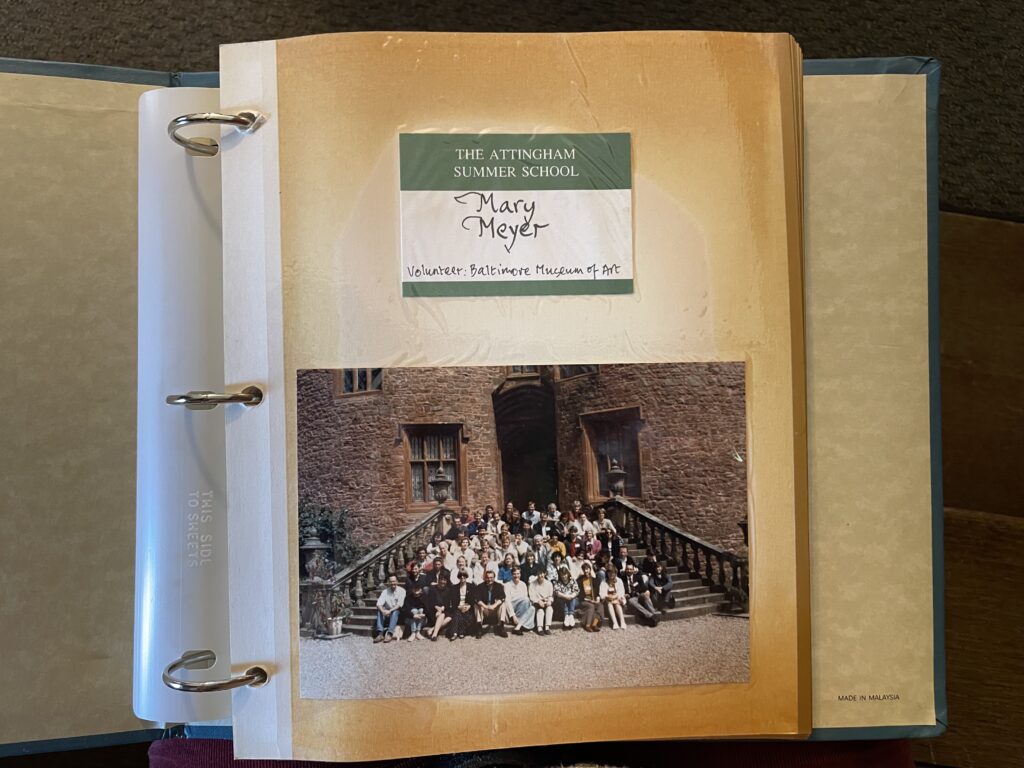 THE ATTINGHAM
SUMMER SCHOOL
Mary
Meyer
Volunteer: Baltimore Museum of Art
THIS SIDE
TO SHEETS
MADE IN MALAYSIA